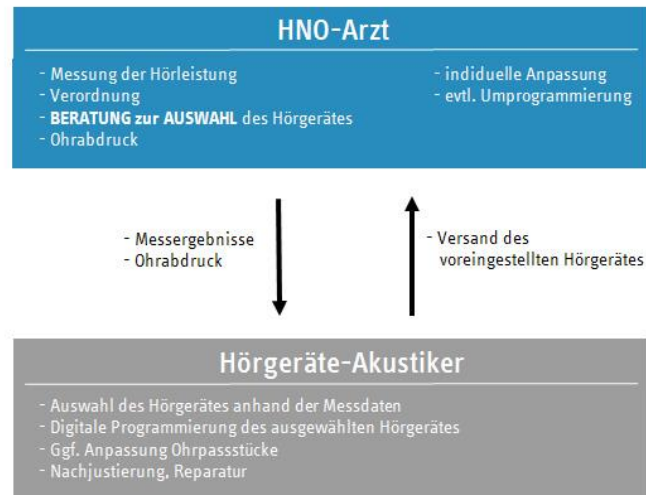 HNO-Arzt
- Messung der Hörleistung
- Verordnung
- BERATUNG zur AUSWAHL des Hörgerätes
- Ohrabdruck
- indiduelle Anpassung
- evtl. Umprogrammierung
- Messergebnisse
- Ohrabdruck
- Versand des
voreingestellten Hörgerätes
Hörgeräte-Akustiker
- Auswahl des Hörgerätes anhand der Messdaten
- Digitale Programmierung des ausgewählten Hörgerätes
- Ggf. Anpassung Ohrpassstücke
- Nachjustierung, Reparatur